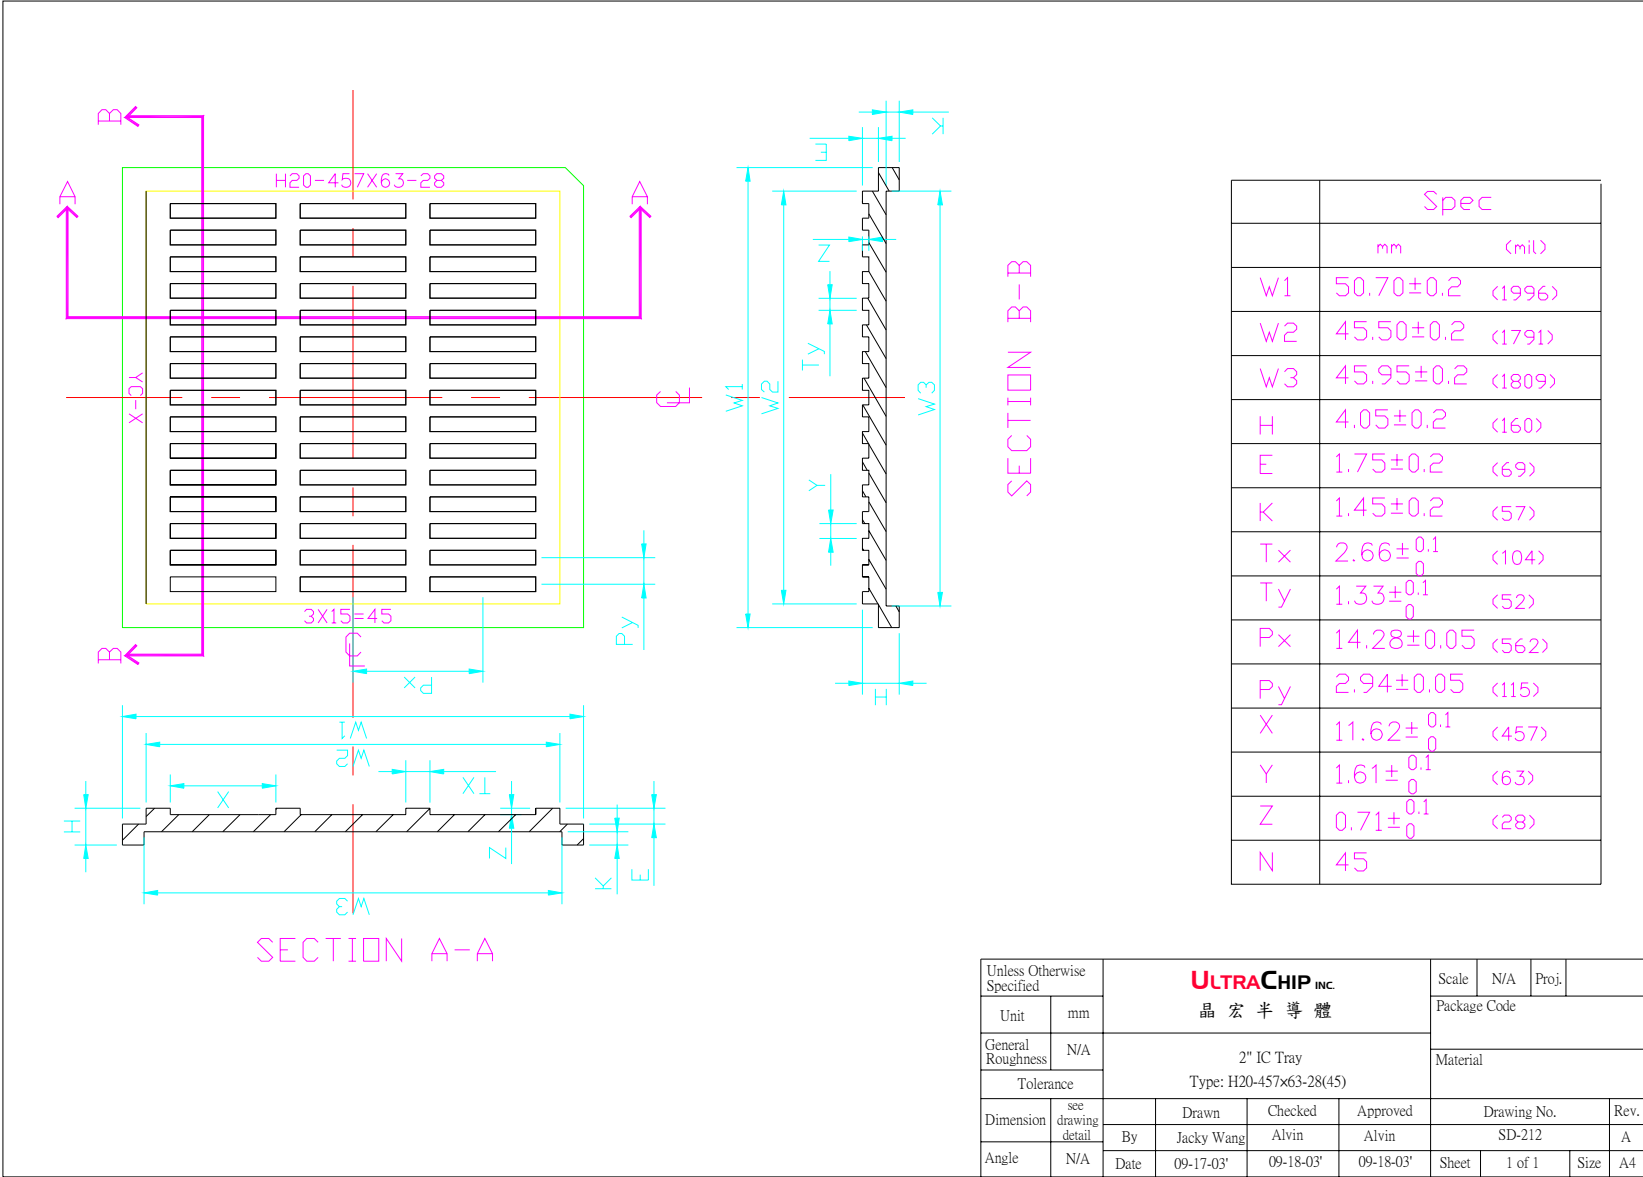 B
A
A
H20-457X63-28
YC-X
3X15=45
B
Py
Px
W1
W2
X
TX
H
Z
K
E
W3
SECTION A-A
K
E
Z
Ty
W1
W2
W3
Y
H
SECTION B-B
Spec
mm (mil)
W1 50.70±0.2 (1996)
W2 45.50±0.2 (1791)
W3 45.95±0.2 (1809)
H 4.05±0.2 (160)
E 1.75±0.2 (69)
K 1.45±0.2 (57)
Tx 2.66± 0.1 0 (104)
Ty 1.33± 0.1 0 (52)
Px 14.28±0.05 (562)
Py 2.94±0.05 (115)
X 11.62± 0.1 0 (457)
Y 1.61± 0.1 0 (63)
Z 0.71± 0.1 0 (28)
N 45
Unless Otherwise
Specified
Unit mm
General
Roughness N/A
Tolerance
Dimension see
drawing
detail
Angle N/A
ULTRACHIP INC.
晶宏半導體
2" IC Tray
Type: H20-457×63-28(45)
Drawn Checked Approved
By Jacky Wang Alvin Alvin
Date 09-17-03' 09-18-03' 09-18-03'
Scale N/A Proj.
Package Code
Material
Drawing No. Rev.
SD-212 A
Sheet 1 of 1 Size A4